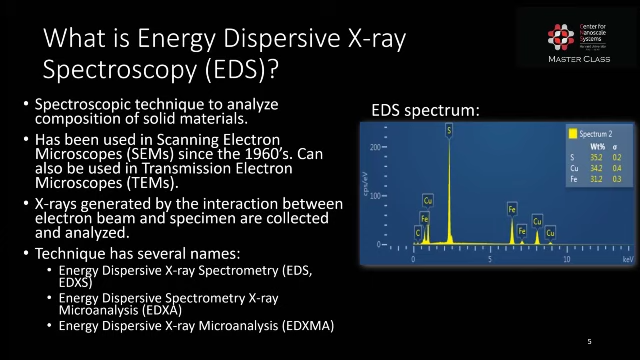 What is Energy Dispersive X-ray
Spectroscopy (EDS)?
Center for
Nanoscale
Systems
Harvard University
MASTER CLASS
• Spectroscopic technique to analyze
composition of solid materials.
• Has been used in Scanning Electron
Microscopes (SEMs) since the 1960's. Can
also be used in Transmission Electron
Microscopes (TEMs).
• X-rays generated by the interaction between
electron beam and specimen are collected
and analyzed.
• Technique has several names:
• Energy Dispersive X-ray Spectrometry (EDS,
EDXS)
• Energy Dispersive Spectrometry X-ray
Microanalysis (EDXA)
• Energy Dispersive X-ray Microanalysis (EDXMA)
EDS spectrum:
Spectrum 2
Wt% σ
S 35.2 0.2
Cu 34.2 0.4
Fe 31.2 0.3
cps/eV
200
100
0
S
Cu
Fe
C
Fe
Fe
Cu
Cu
0 5 10 keV
5